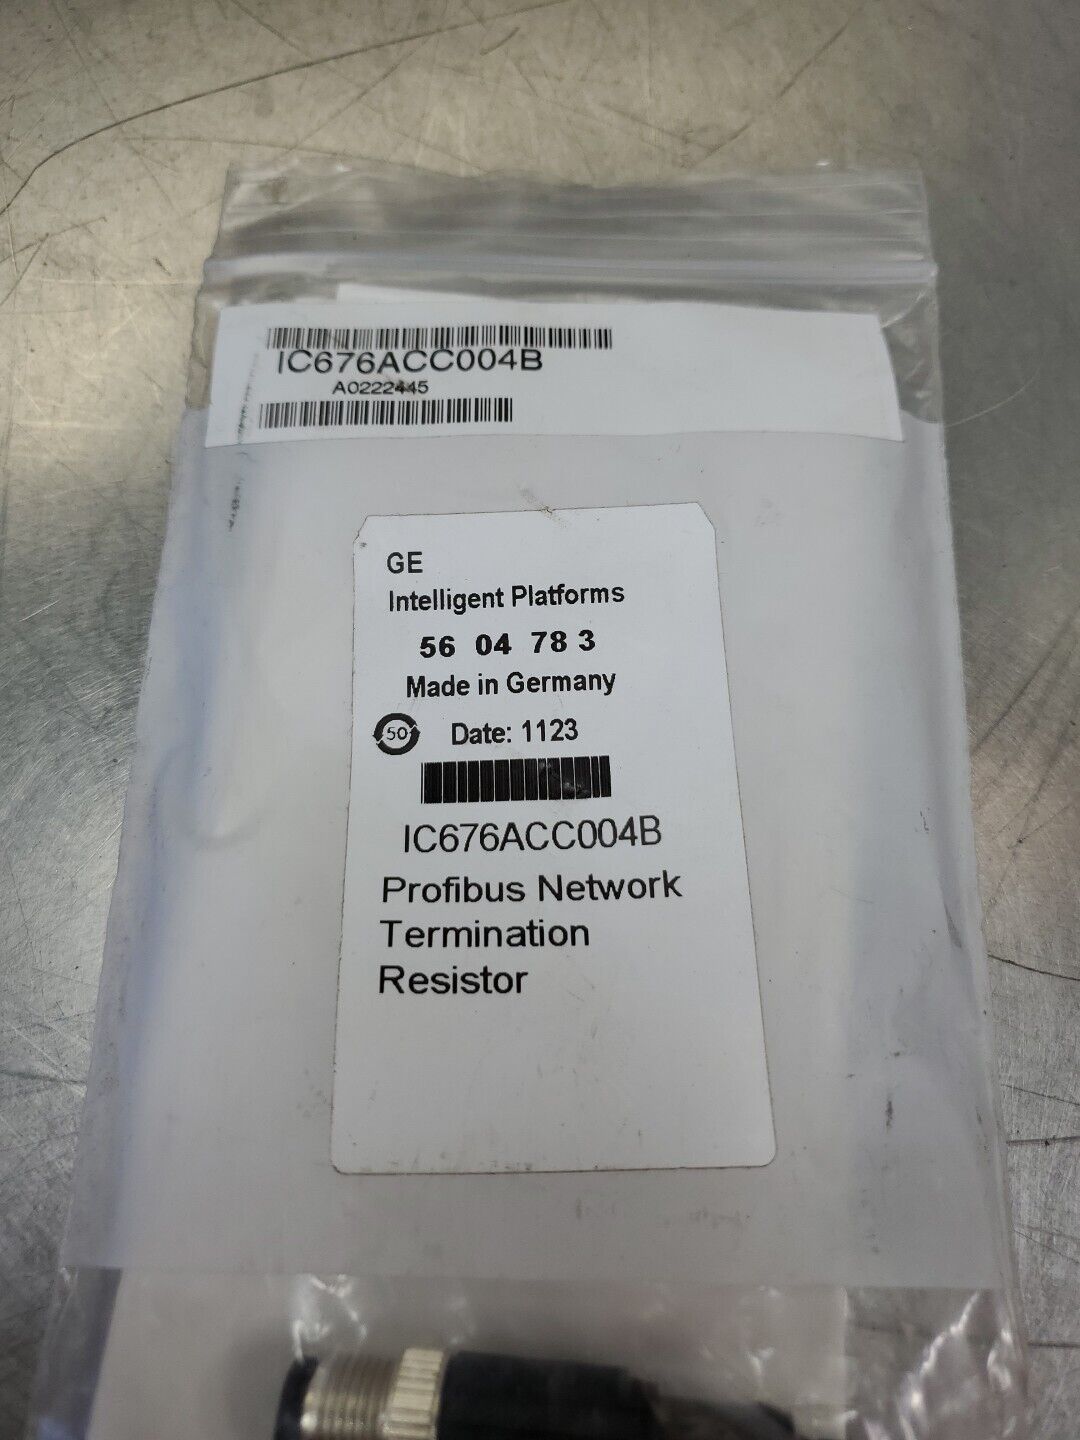 IC676ACC004B
A0222445
GE
Intelligent Platforms
56 04 78 3
Made in Germany
50
Date: 1123
IC676ACC004B
Profibus Network
Termination
Resistor